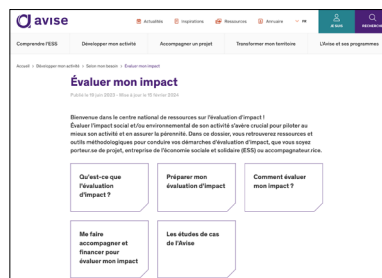 avise
Actualités
Inspirations
Ressources
Annuaire
FR
JE SUIS
RECHERCHE
Comprendre l'ESS
Développer mon activité
Accompagner un projet
Transformer mon territoire
L'Avise et ses programmes
Accueil > Développer mon activité > Selon mon besoin > Évaluer mon impact
Évaluer mon impact
Publié le 19 juin 2023 - Mise à jour le 12 février 2024
Bienvenue dans le centre national de ressources sur l'évaluation d'impact !
Évaluer l'impact social et/ou environnemental de son activité s'avère crucial pour piloter au
mieux son activité et en assurer la pérennité. Dans ce dossier, vous retrouverez ressources et
outils méthodologiques pour conduire vos démarches d'évaluation d'impact, que vous soyez
porteur.se de projet, entreprise de l'économie sociale et solidaire (ESS) ou accompagnateur.rice.
Qu'est-ce que
l'évaluation
d'impact ?
Préparer mon
évaluation d'impact
Comment évaluer
mon impact ?
Me faire
accompagner et
financer pour
évaluer mon impact
Les études de cas
de l'Avise